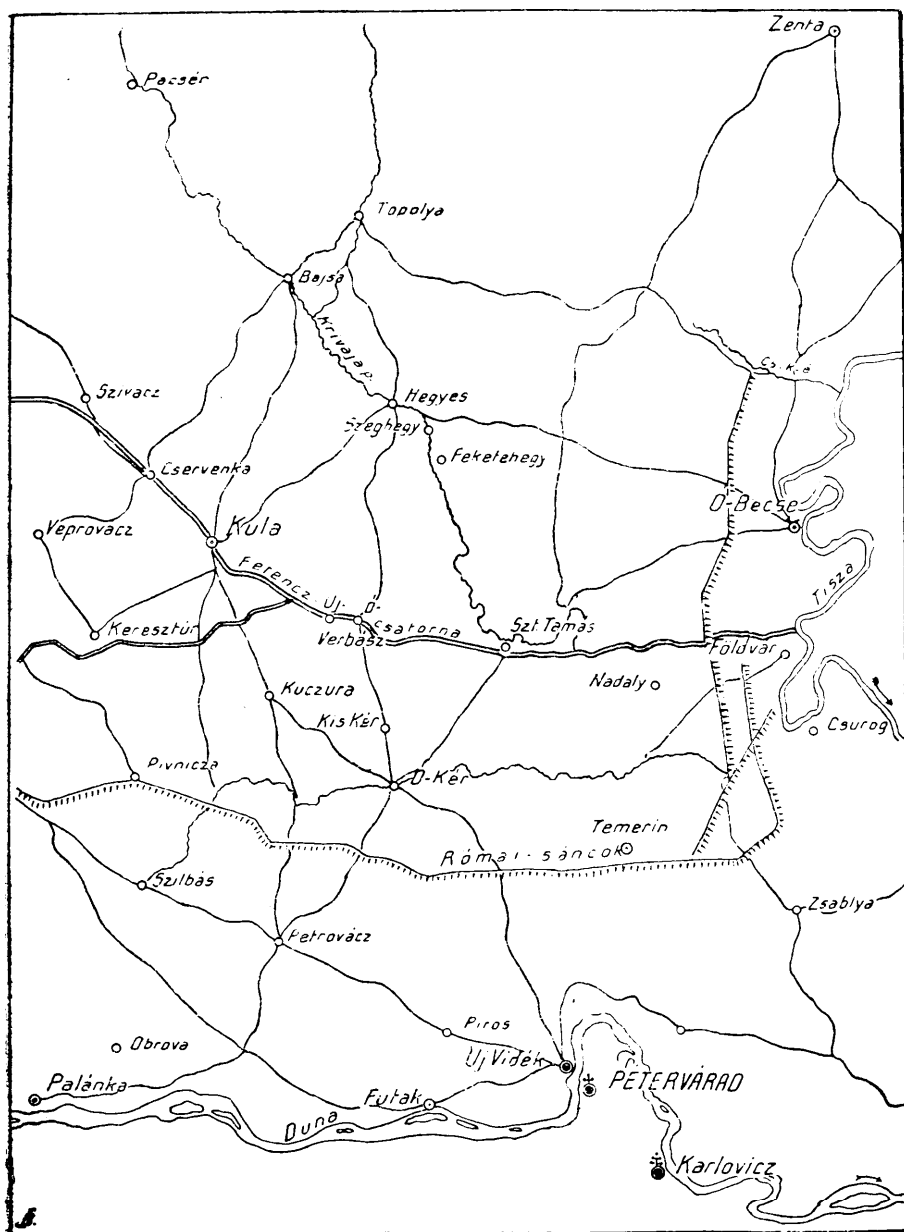 Zenta
Pacsér
Topolya
Bajsa
Krivaja p.
Szivacz
Hegyes
Szeghegy
Feketehegy
Cservenka
Ó-Becse
Kula
Veprovácz
Tisza
Ferencz-
Csatorna
Uj-
Ó-
Verbász
Keresztúr
Szt. Tamás
Földvár
Nadaly
Kuczura
Kis Kér
Csurog
Pivnicza
Ó-Kér
Temerin
Római-sáncok
Szilbás
Zsablya
Petrovácz
Piros
Obrova
Uj Vidék
PÉTERVÁRAD
Palánka
Futak
Duna
Karlovicz